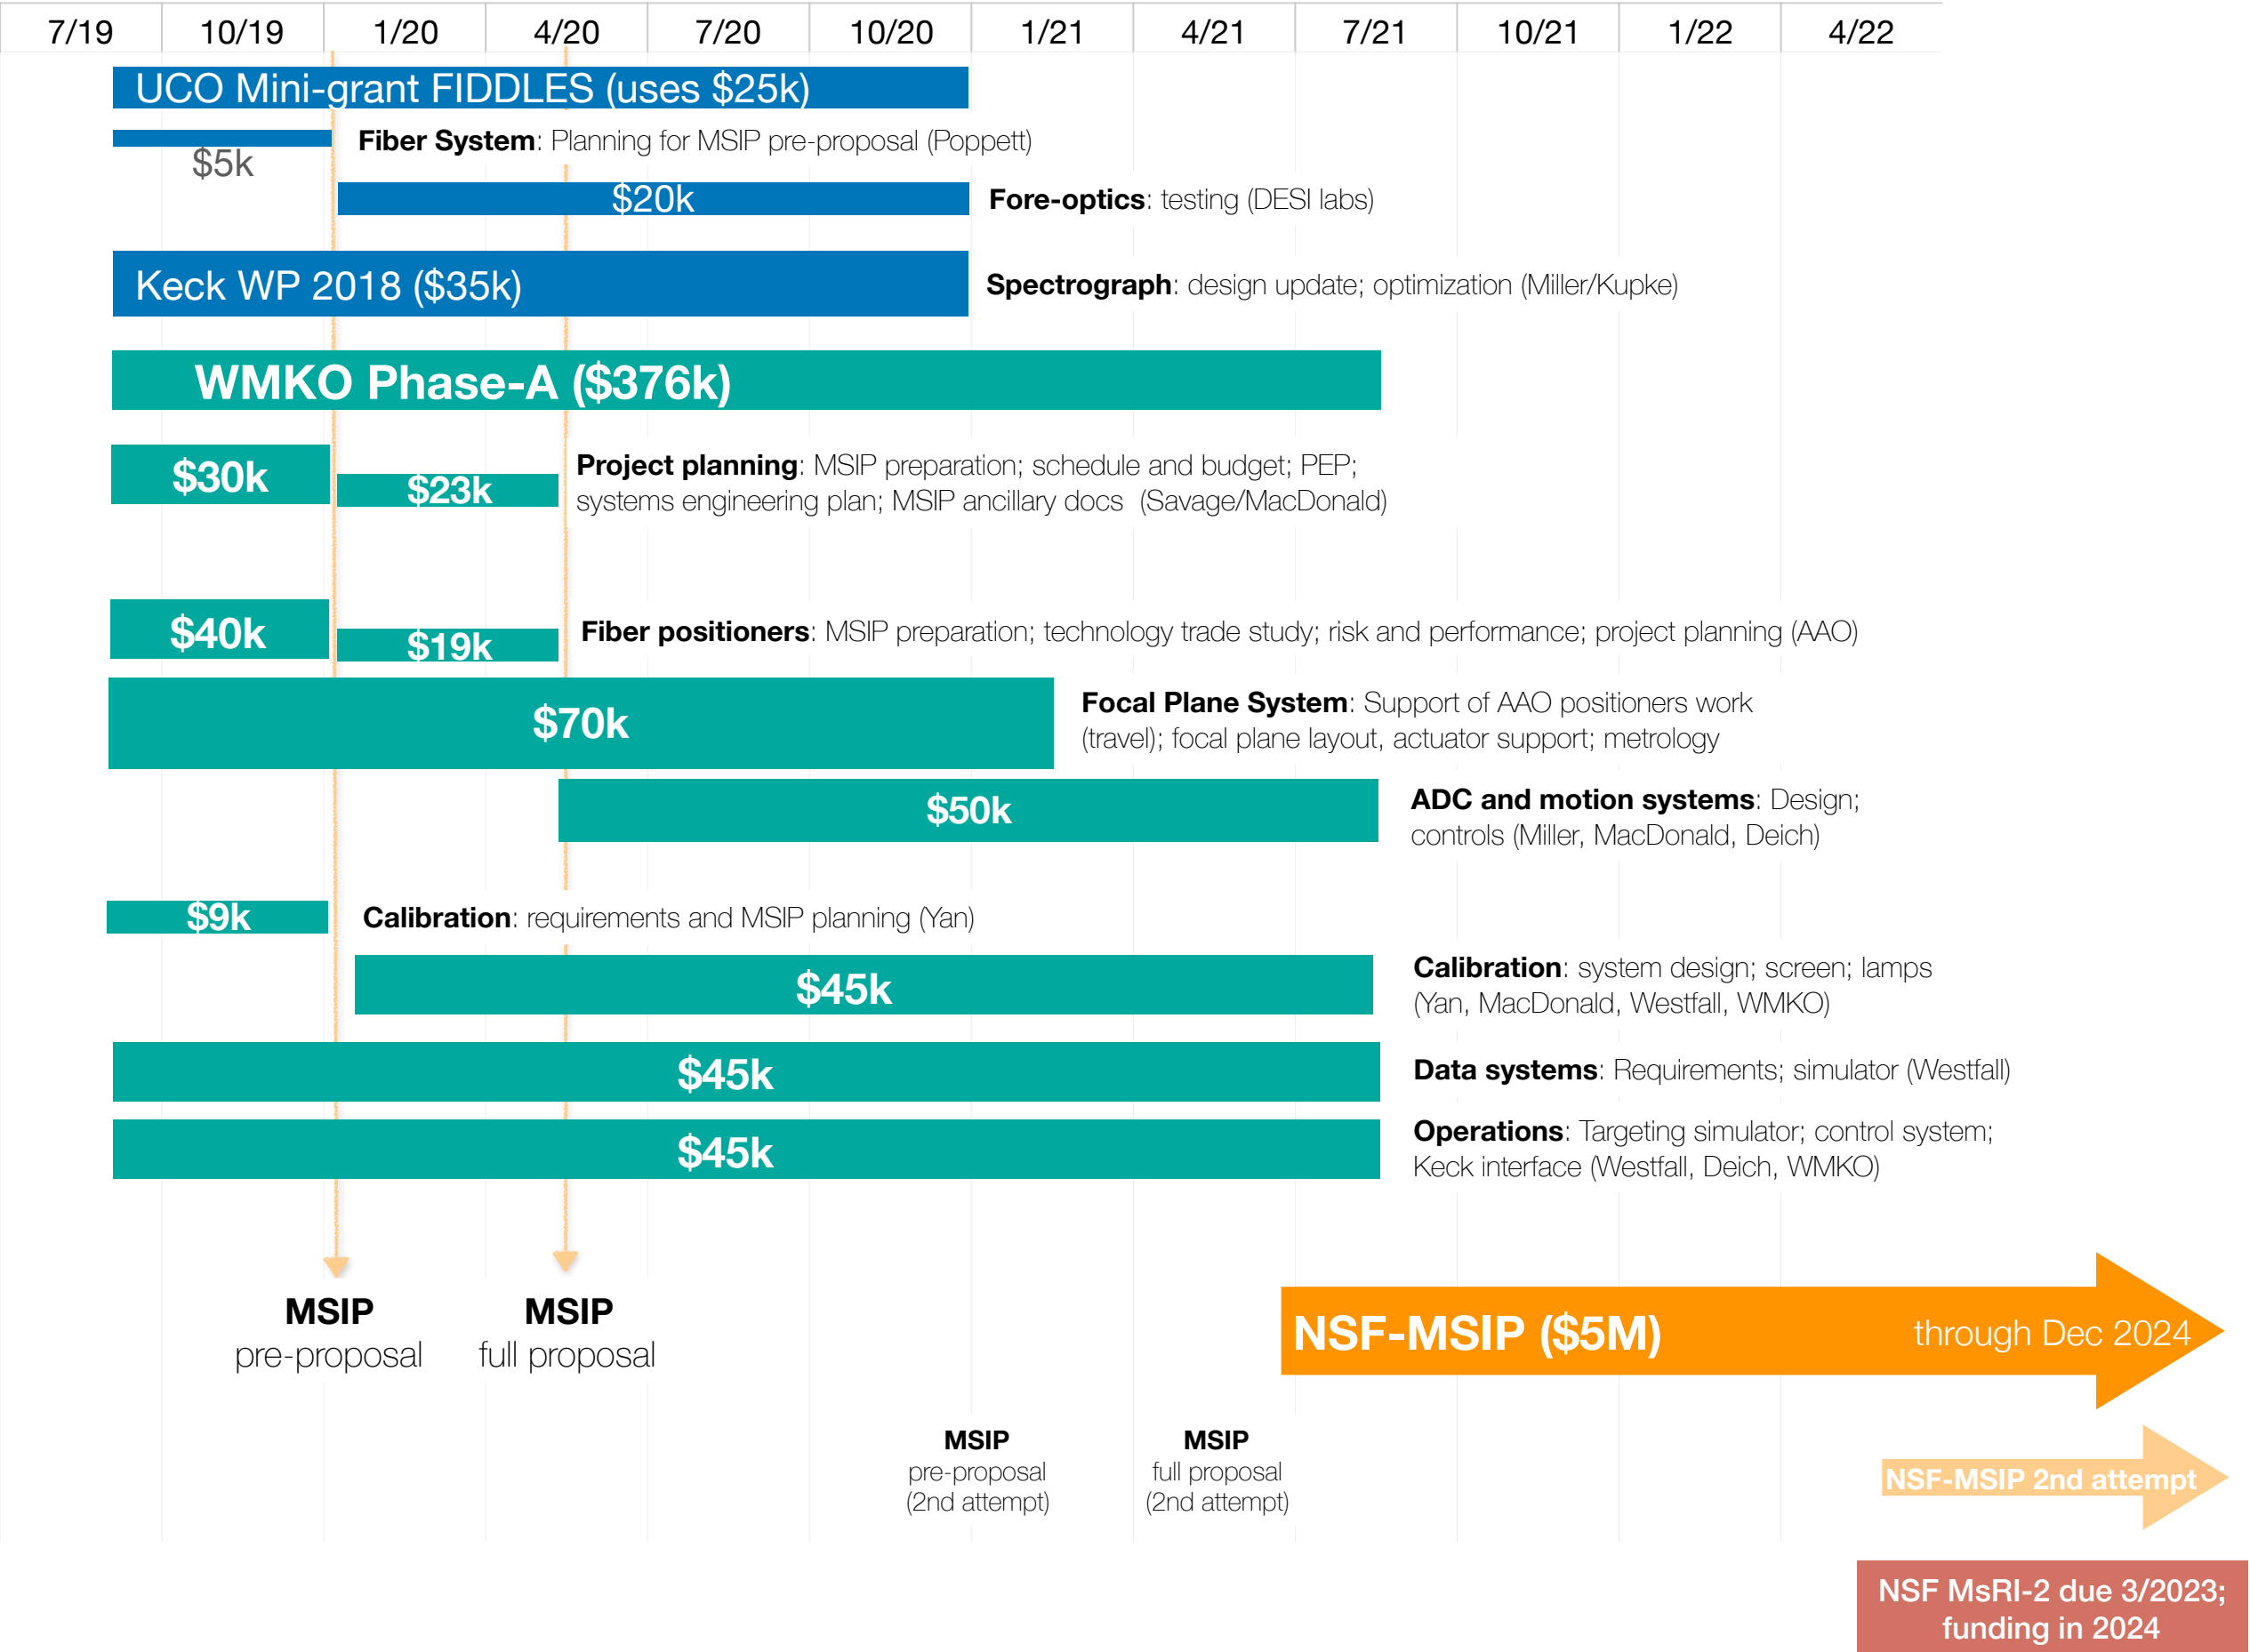 7/19 10/19 1/20 4/20 7/20 10/20 1/21 4/21 7/21 10/21 1/22 4/22
UCO Mini-grant FIDDLES (uses $25k)
Fiber System: Planning for MSIP pre-proposal (Poppett)
$5k
$20k
Fore-optics: testing (DESI labs)
Keck WP 2018 ($35k)
Spectrograph: design update; optimization (Miller/Kupke)
WMKO Phase-A ($376k)
$30k
$23k
Project planning: MSIP preparation; schedule and budget; PEP;
systems engineering plan; MSIP ancillary docs (Savage/MacDonald)
$40k
$19k
Fiber positioners: MSIP preparation; technology trade study; risk and performance; project planning (AAO)
$70k
Focal Plane System: Support of AAO positioners work
(travel); focal plane layout, actuator support; metrology
$50k
ADC and motion systems: Design;
controls (Miller, MacDonald, Deich)
$9k
Calibration: requirements and MSIP planning (Yan)
$45k
Calibration: system design; screen; lamps
(Yan, MacDonald, Westfall, WMKO)
$45k
Data systems: Requirements; simulator (Westfall)
$45k
Operations: Targeting simulator; control system;
Keck interface (Westfall, Deich, WMKO)
MSIP
pre-proposal
MSIP
full proposal
NSF-MSIP ($5M)
through Dec 2024
MSIP
pre-proposal
(2nd attempt)
MSIP
full proposal
(2nd attempt)
NSF-MSIP 2nd attempt
NSF MsRI-2 due 3/2023;
funding in 2024